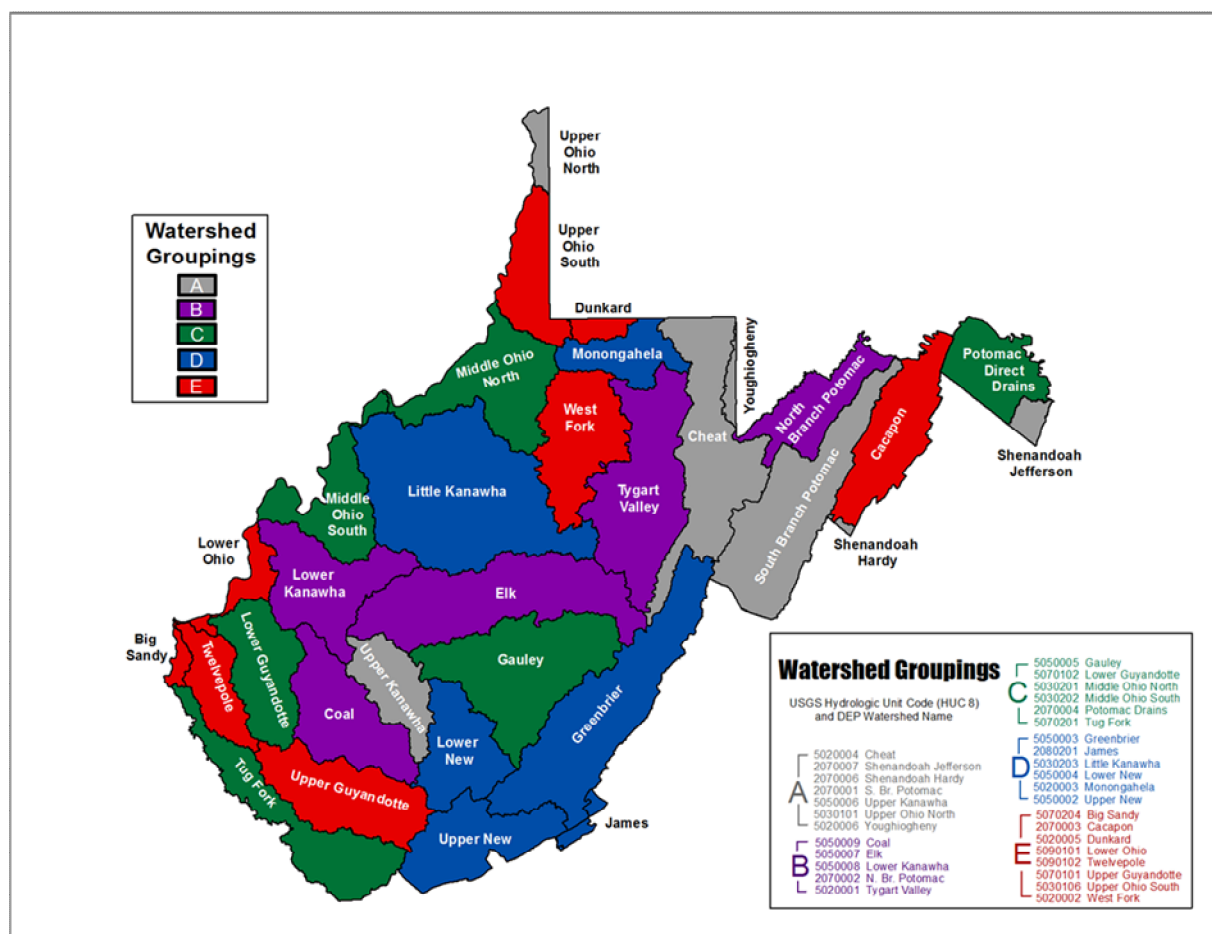 Upper
Ohio
North
Watershed
Groupings
A
B
C
D
E
Upper
Ohio
South
Dunkard
Monongahela
Youghiogheny
Middle Ohio
North
North
Branch Potomac
Potomac
Direct
Drains
West
Fork
Cheat
Cacapon
Shenandoah
Jefferson
Little Kanawha
Tygart
Valley
South Branch Potomac
Middle
Ohio
South
Shenandoah
Hardy
Lower
Ohio
Lower
Kanawha
Elk
Big
Sandy
Twelvepole
Lower Guyandotte
Upper Kanawha
Gauley
Coal
Lower
New
Greenbrier
Tug Fork
Upper Guyandotte
Upper New
James
Watershed Groupings
USGS Hydrologic Unit Code (HUC 8)
and DEP Watershed Name
A
5020004 Cheat
2070007 Shenandoah Jefferson
2070006 Shenandoah Hardy
2070001 S. Br. Potomac
5050006 Upper Kanawha
5030101 Upper Ohio North
5020006 Youghiogheny
B
5050009 Coal
5050007 Elk
5050008 Lower Kanawha
2070002 N. Br. Potomac
5020001 Tygart Valley
C
5050005 Gauley
5070102 Lower Guyandotte
5030201 Middle Ohio North
5030202 Middle Ohio South
2070004 Potomac Drains
5070201 Tug Fork
D
5050003 Greenbrier
2080201 James
5030203 Little Kanawha
5050004 Lower New
5020003 Monongahela
5050002 Upper New
E
5070204 Big Sandy
2070003 Cacapon
5020005 Dunkard
5090101 Lower Ohio
5090102 Twelvepole
5070101 Upper Guyandotte
5030106 Upper Ohio South
5020002 West Fork